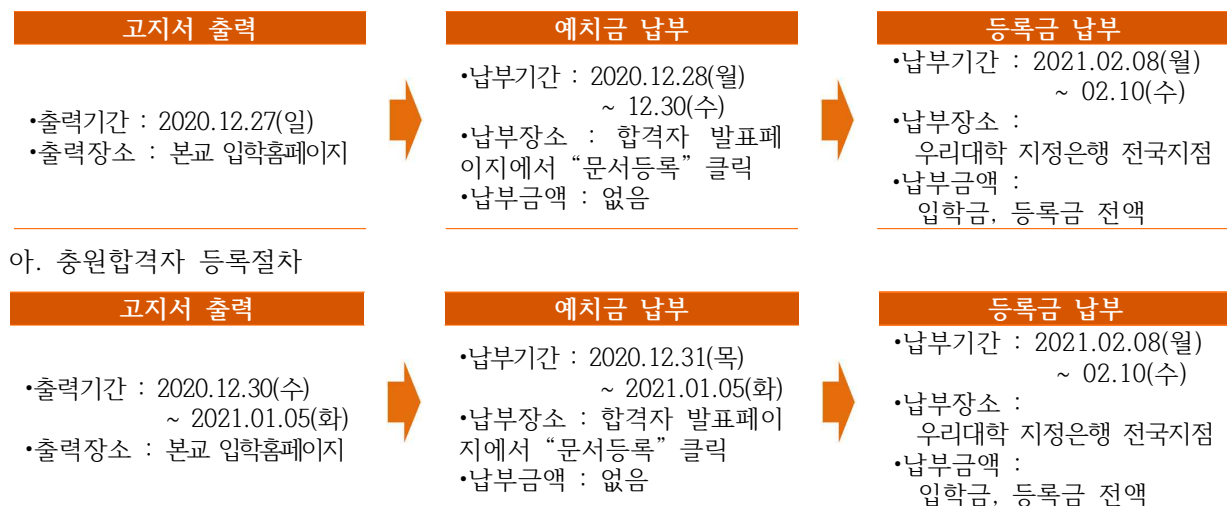 고지서 출력
•출력기간 : 2020.12.27(일)
•출력장소 : 본교 입학홈페이지
예치금 납부
•납부기간 : 2020.12.28(월)
~ 12.30(수)
•납부장소 : 합격자 발표페
이지에서 “문서등록” 클릭
•납부금액 : 없음
등록금 납부
•납부기간 : 2021.02.08(월)
~ 02.10(수)
•납부장소 :
우리대학 지정은행 전국지점
•납부금액 :
입학금, 등록금 전액
아. 충원합격자 등록절차
고지서 출력
•출력기간 : 2020.12.30(수)
~ 2021.01.05(화)
•출력장소 : 본교 입학홈페이지
예치금 납부
•납부기간 : 2020.12.31(목)
~ 2021.01.05(화)
•납부장소 : 합격자 발표페이
지에서 “문서등록” 클릭
•납부금액 : 없음
등록금 납부
•납부기간 : 2021.02.08(월)
~ 02.10(수)
•납부장소 :
우리대학 지정은행 전국지점
•납부금액 :
입학금, 등록금 전액